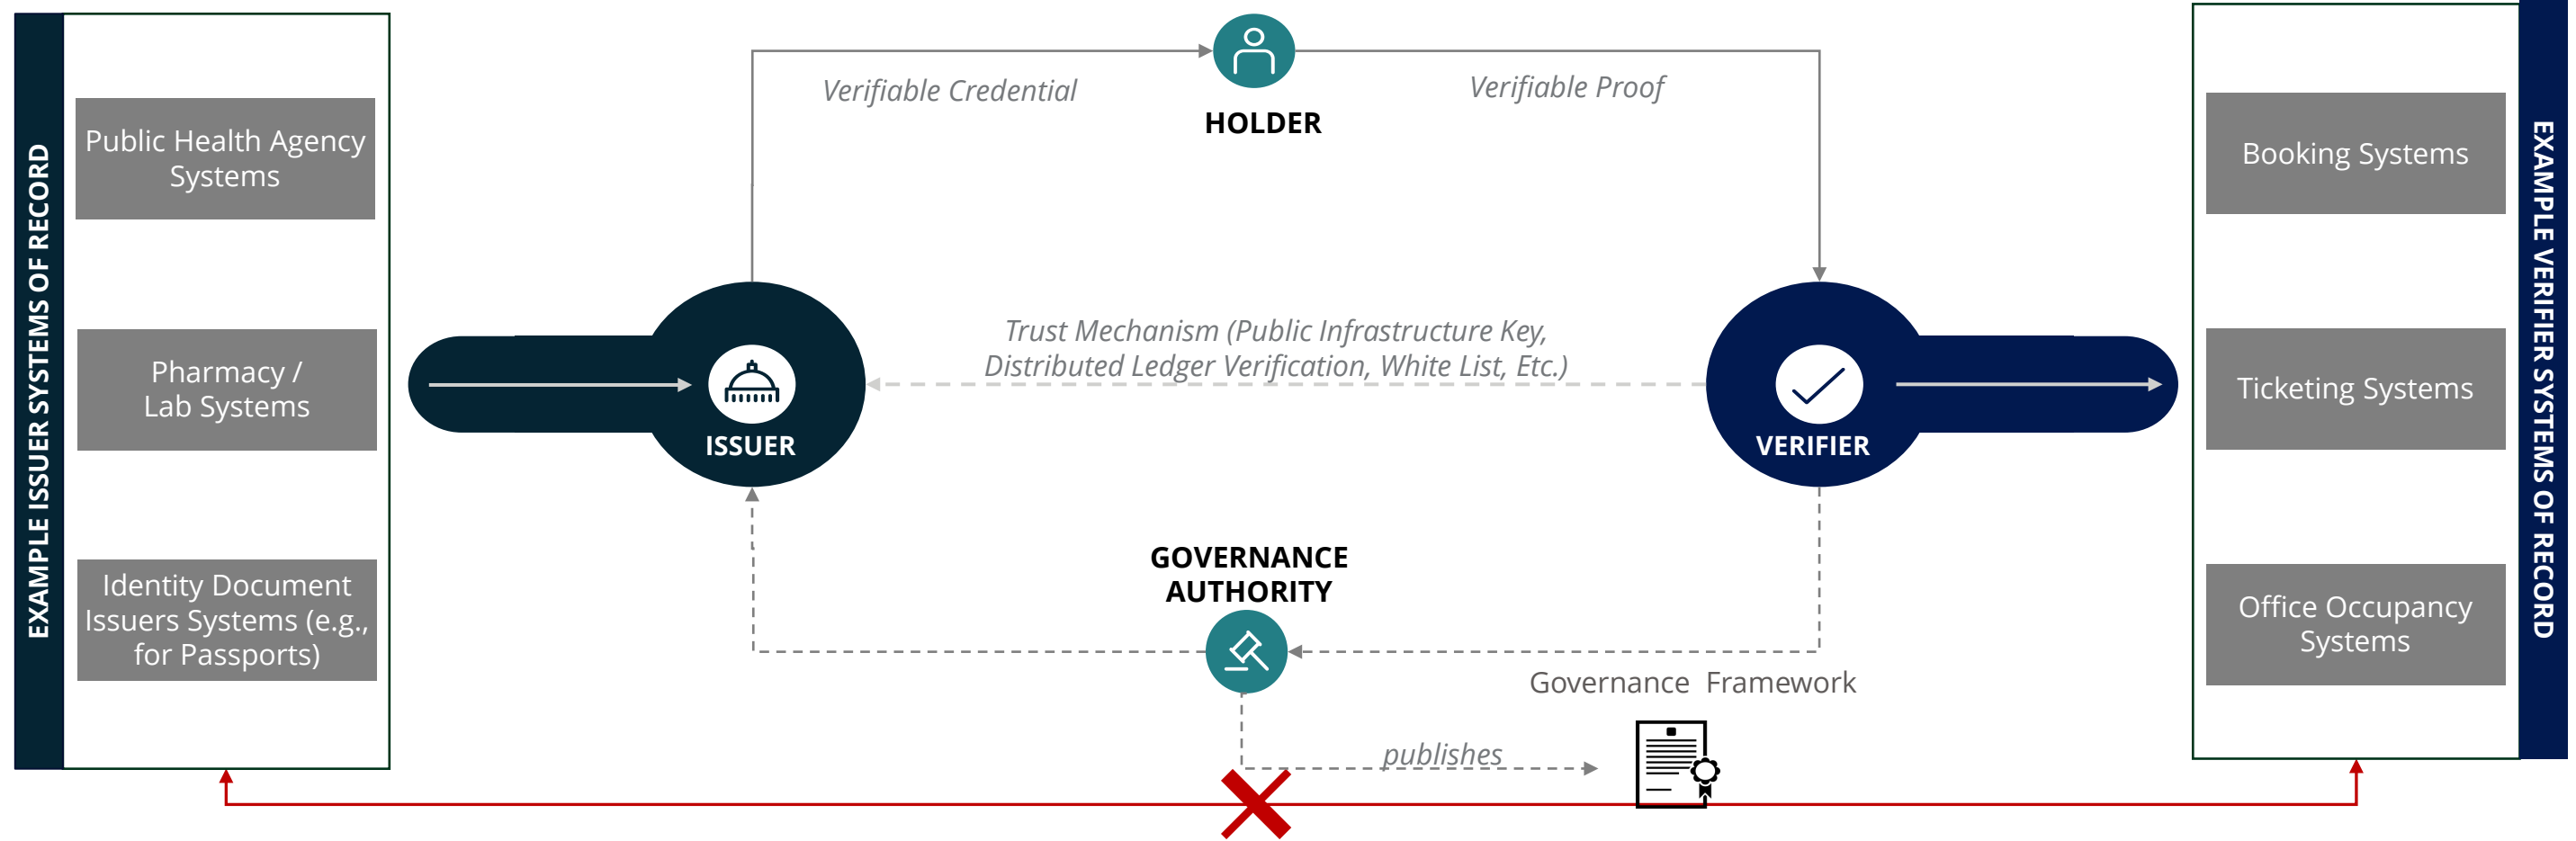 EXAMPLE ISSUER SYSTEMS OF RECORD
Public Health Agency
Systems
Pharmacy /
Lab Systems
Identity Document
Issuers Systems (e.g.,
for Passports)
Verifiable Credential
HOLDER
Verifiable Proof
Trust Mechanism (Public Infrastructure Key,
Distributed Ledger Verification, White List, Etc.)
ISSUER
VERIFIER
GOVERNANCE
AUTHORITY
Governance Framework
publishes
Booking Systems
Ticketing Systems
Office Occupancy
Systems
EXAMPLE VERIFIER SYSTEMS OF RECORD